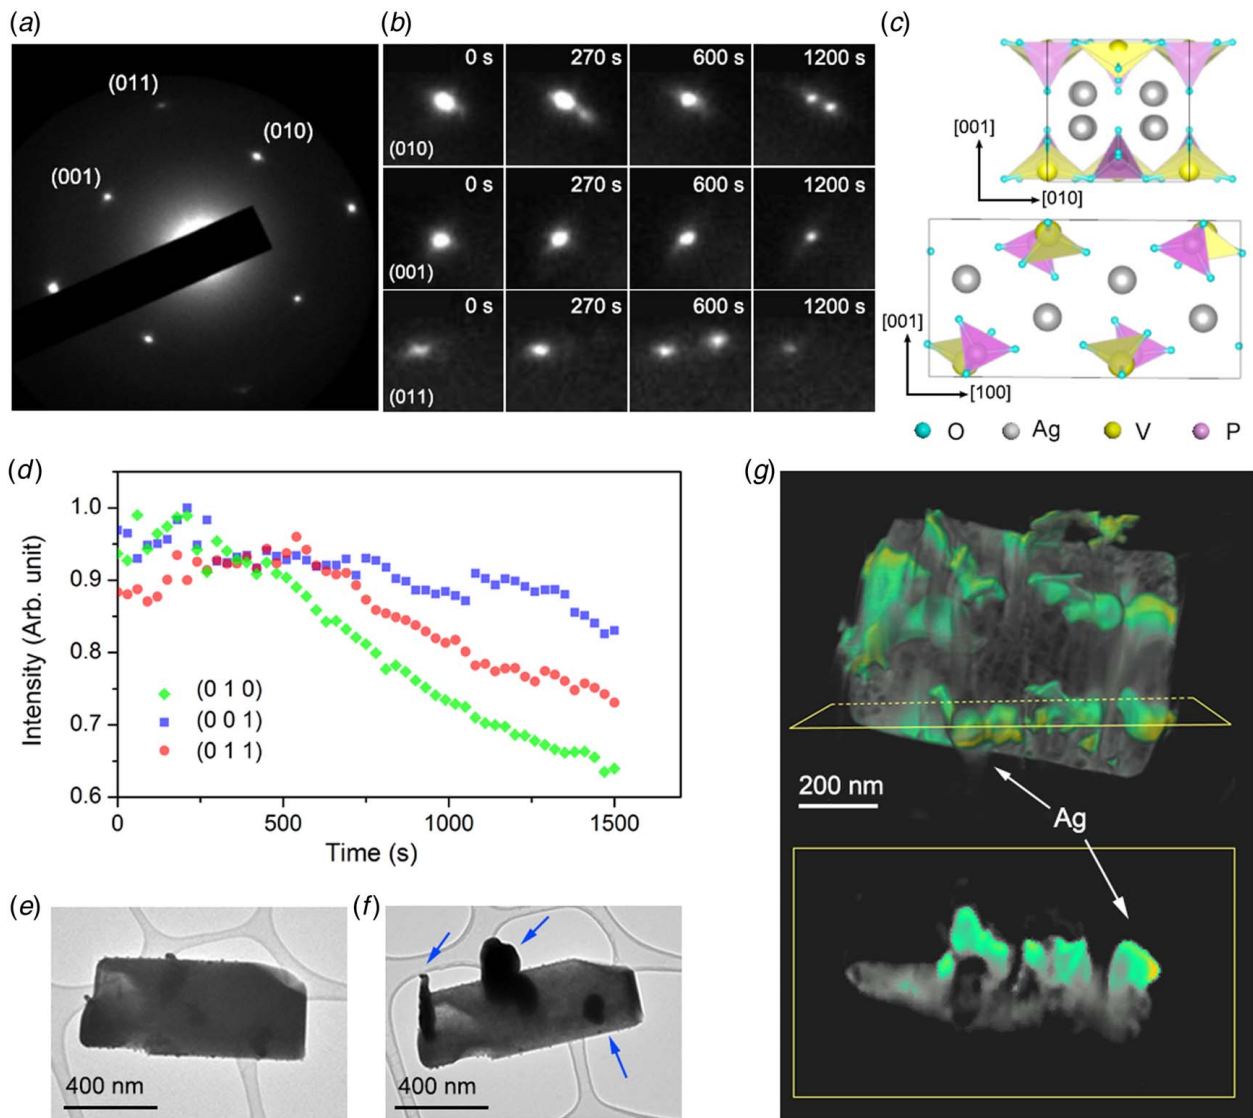 (a)
(011)
(010)
(001)
(b)
0 s 270 s 600 s 1200 s
(010)
0 s 270 s 600 s 1200 s
(001)
0 s 270 s 600 s 1200 s
(011)
(c)
[001]
[010]
[001]
[100]
O Ag V P
(d)
Intensity (Arb. unit)
1.0
0.9
0.8
0.7
0.6
(0 1 0)
(0 0 1)
(0 1 1)
0 500 1000 1500
Time (s)
(e)
400 nm
(f)
400 nm
(g)
200 nm
Ag